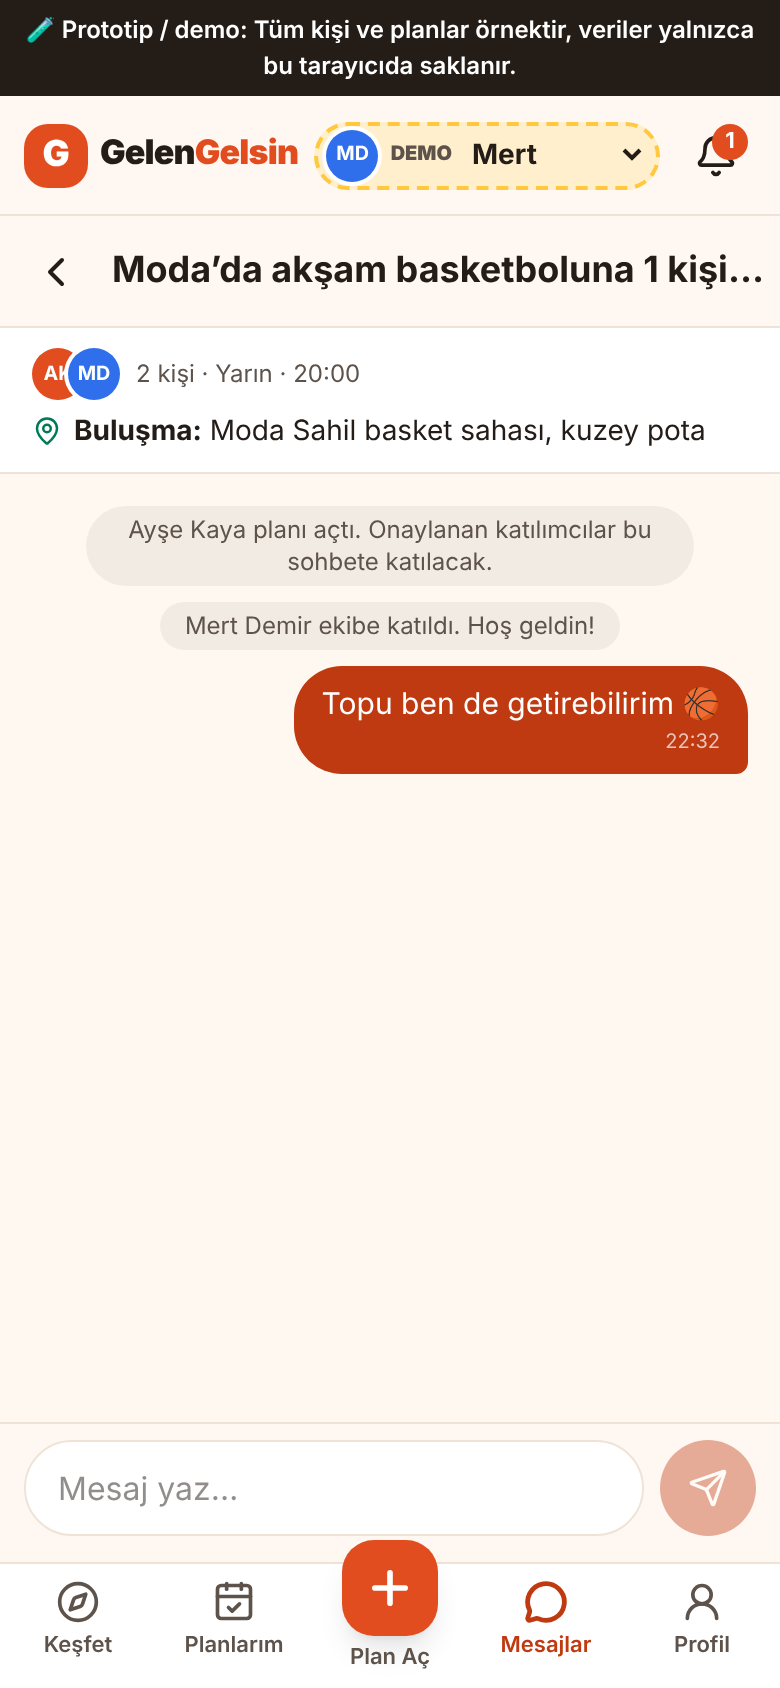 🧪 Prototip / demo: Tüm kişi ve planlar örnektir, veriler yalnızca
bu tarayıcıda saklanır.
G GelenGelsin MD DEMO Mert 1
Moda’da akşam basketboluna 1 kişi…
AK MD 2 kişi · Yarın · 20:00
Buluşma: Moda Sahil basket sahası, kuzey pota
Ayşe Kaya planı açtı. Onaylanan katılımcılar bu
sohbete katılacak.
Mert Demir ekibe katıldı. Hoş geldin!
Topu ben de getirebilirim 🏀
22:32
Mesaj yaz…
Keşfet Planlarım Plan Aç Mesajlar Profil